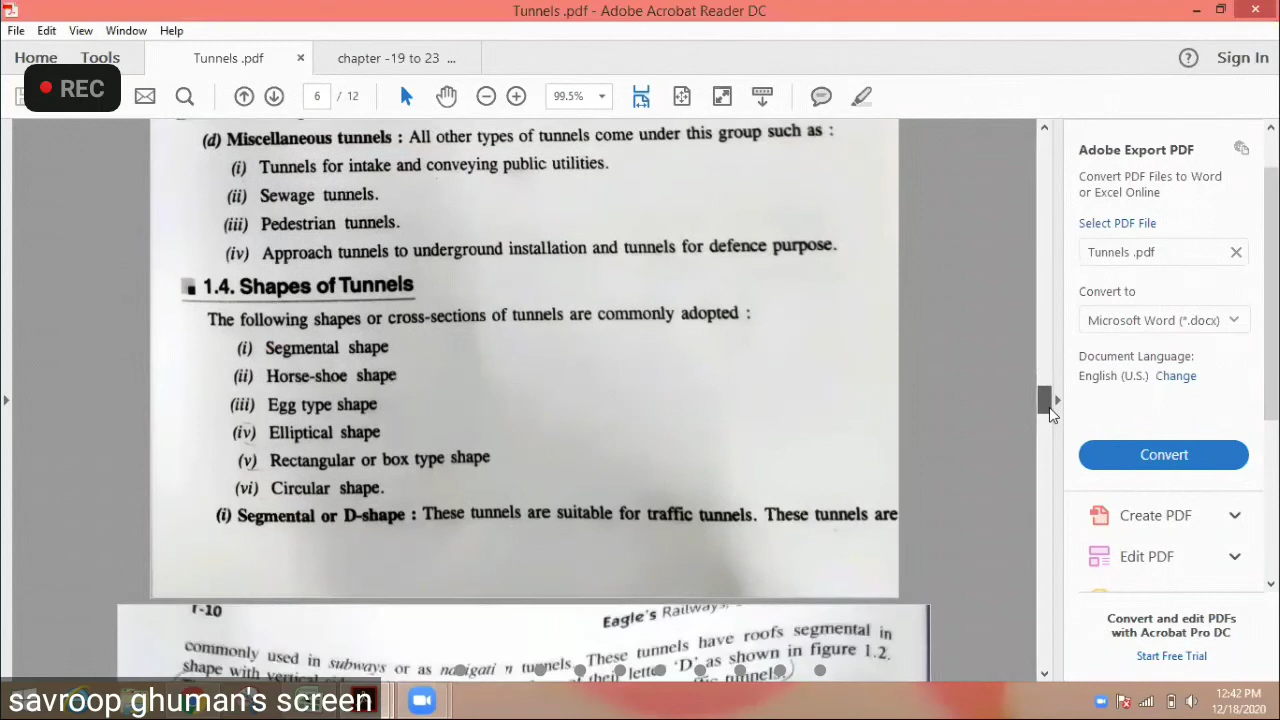 Tunnels .pdf - Adobe Acrobat Reader DC
File Edit View Window Help
Home Tools Tunnels .pdf × chapter -19 to 23 ... Sign In
REC 6 / 12 99.5%
(d) Miscellaneous tunnels : All other types of tunnels come under this group such as :
(i) Tunnels for intake and conveying public utilities.
(ii) Sewage tunnels.
(iii) Pedestrian tunnels.
(iv) Approach tunnels to underground installation and tunnels for defence purpose.
1.4. Shapes of Tunnels
The following shapes or cross-sections of tunnels are commonly adopted :
(i) Segmental shape
(ii) Horse-shoe shape
(iii) Egg type shape
(iv) Elliptical shape
(v) Rectangular or box type shape
(vi) Circular shape.
(i) Segmental or D-shape : These tunnels are suitable for traffic tunnels. These tunnels are
T-10
Eagle's Railways,
commonly used in subways or as navigati n tunnels. These tunnels have roofs segmental in
shape with vertical letter 'D' as shown in figure 1.2.
tunnels
Adobe Export PDF
Convert PDF Files to Word
or Excel Online
Select PDF File
Tunnels .pdf
Convert to
Microsoft Word (*.docx)
Document Language:
English (U.S.) Change
Convert
Create PDF
Edit PDF
Convert and edit PDFs
with Acrobat Pro DC
Start Free Trial
savroop ghuman's screen
12:42 PM
12/18/2020